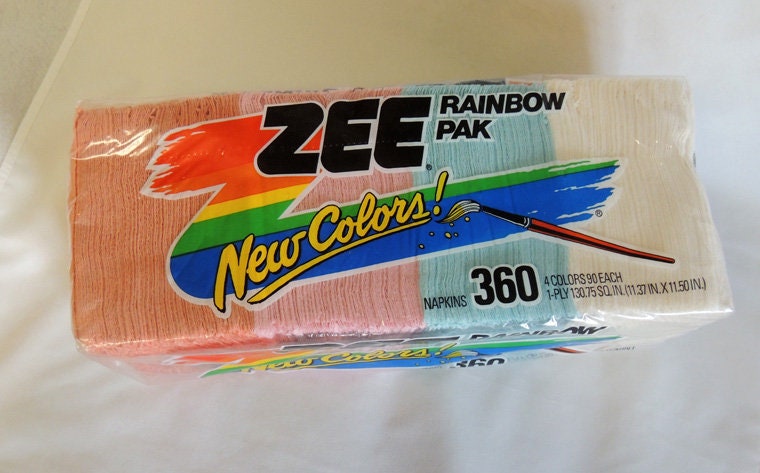 ZEE
RAINBOW
PAK
New Colors!
NAPKINS 360
4 COLORS 90 EACH
1-PLY 130.75 SQ. IN. (11.37 IN. X 11.50 IN.)
RAINBOW
New Colors!
360